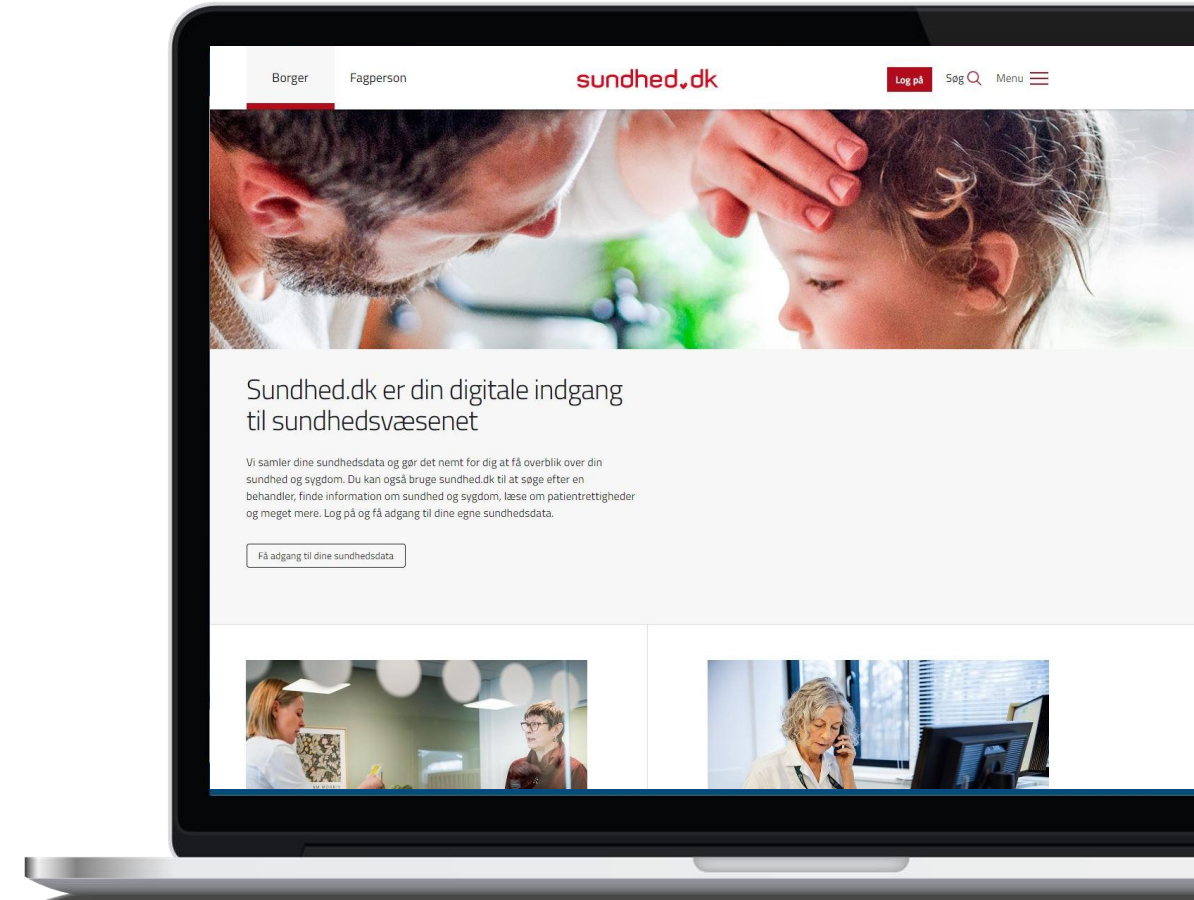 Borger Fagperson sundhed.dk Log på Søg Menu
Sundhed.dk er din digitale indgang
til sundhedsvæsenet
Vi samler dine sundhedsdata og gør det nemt for dig at få overblik over din
sundhed og sygdom. Du kan også bruge sundhed.dk til at søge efter en
behandler, finde information om sundhed og sygdom, læse om patientrettigheder
og meget mere. Log på og få adgang til dine egne sundhedsdata.
Få adgang til dine sundhedsdata